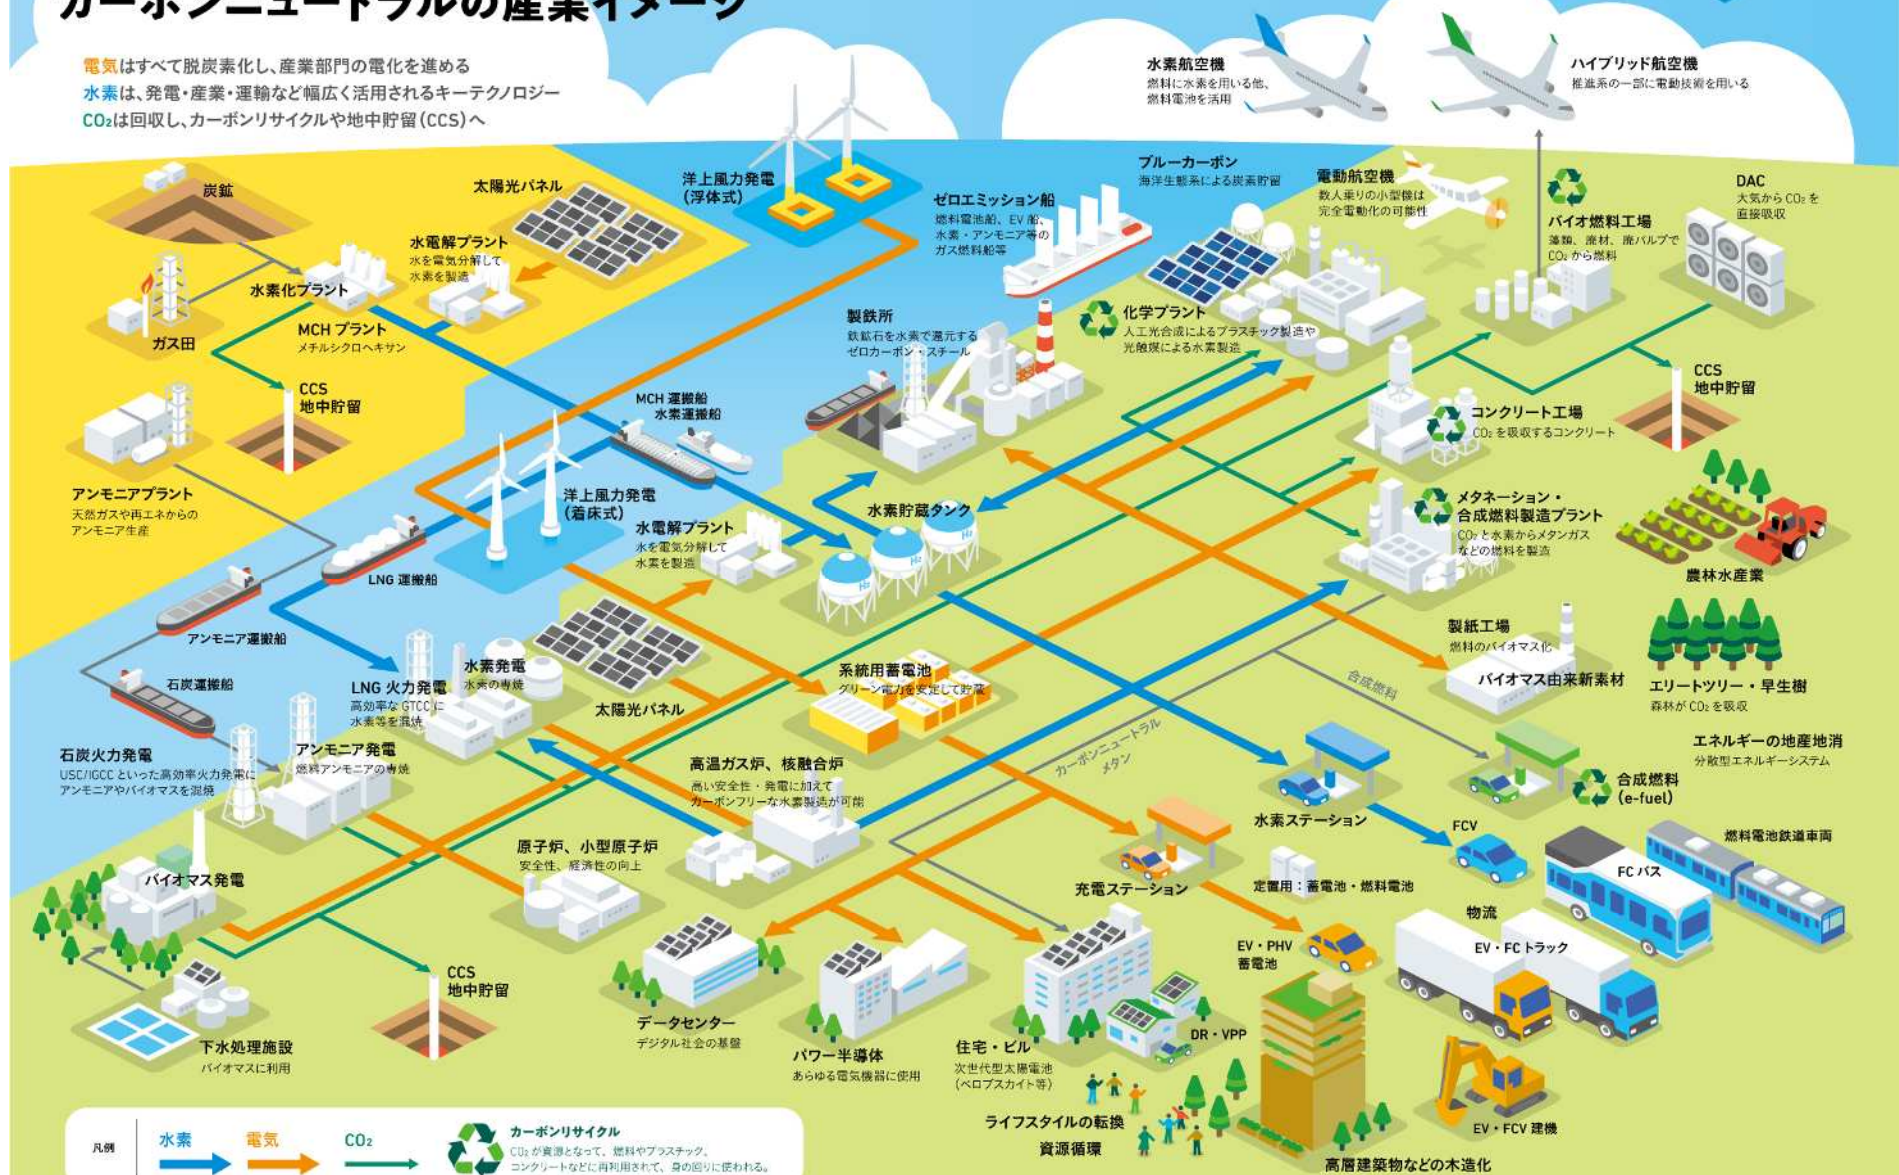 カーボンニュートラルの産業イメージ
電気はすべて脱炭素化し、産業部門の電化を進める
水素は、発電・産業・運輸など幅広く活用されるキーテクノロジー
CO₂は回収し、カーボンリサイクルや地中貯留(CCS)へ
水素航空機
燃料に水素を用いる他、
燃料電池を活用
ハイブリッド航空機
推進系の一部に電動技術を用いる
炭鉱
太陽光パネル
洋上風力発電
(浮体式)
ゼロエミッション船
燃料電池船、EV 船、
水素・アンモニア等の
ガス燃料船等
ブルーカーボン
海洋生態系による炭素貯留
電動航空機
数人乗りの小型機は
完全電動化の可能性
バイオ燃料工場
藻類、廃材、廃パルプで
CO₂ から燃料
DAC
大気から CO₂ を
直接吸収
水電解プラント
水を電気分解して
水素を製造
水素化プラント
ガス田
MCH プラント
メチルシクロヘキサン
製鉄所
鉄鉱石を水素で還元する
ゼロカーボン・スチール
化学プラント
人工光合成によるプラスチック製造や
光触媒による水素製造
CCS
地中貯留
CCS
地中貯留
MCH 運搬船
水素運搬船
コンクリート工場
CO₂ を吸収するコンクリート
アンモニアプラント
天然ガスや再エネからの
アンモニア生産
洋上風力発電
(着床式)
水電解プラント
水を電気分解して
水素を製造
水素貯蔵タンク
H₂
H₂
H₂
メタネーション・
合成燃料製造プラント
CO₂ と水素からメタンガス
などの燃料を製造
農林水産業
LNG 運搬船
アンモニア運搬船
石炭運搬船
LNG 火力発電
高効率な GTCC に
水素等を混焼
水素発電
水素の専焼
太陽光パネル
系統用蓄電池
グリーン電力を安定して貯蔵
製紙工場
燃料のバイオマス化
バイオマス由来新素材
合成燃料
エリートツリー・早生樹
森林が CO₂ を吸収
石炭火力発電
USC/IGCC といった高効率火力発電に
アンモニアやバイオマスを混焼
アンモニア発電
燃料アンモニアの専焼
高温ガス炉、核融合炉
高い安全性・発電に加えて
カーボンフリーな水素製造が可能
カーボンニュートラル
メタン
エネルギーの地産地消
分散型エネルギーシステム
合成燃料
(e-fuel)
水素ステーション
FCV
燃料電池鉄道車両
FC バス
原子炉、小型原子炉
安全性、経済性の向上
バイオマス発電
充電ステーション
定置用：蓄電池・燃料電池
物流
EV・FC トラック
EV・PHV
蓄電池
CCS
地中貯留
データセンター
デジタル社会の基盤
下水処理施設
バイオマスに利用
パワー半導体
あらゆる電気機器に使用
住宅・ビル
次世代型太陽電池
(ペロブスカイト等)
DR・VPP
ライフスタイルの転換
資源循環
高層建築物などの木造化
EV・FCV 建機
凡例
水素
電気
CO₂
カーボンリサイクル
CO₂ が資源となって、燃料やプラスチック、
コンクリートなどに再利用されて、身の回りに使われる。